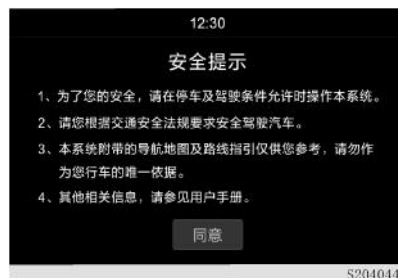 12:30
安全提示
1、为了您的安全，请在停车及驾驶条件允许时操作本系统。
2、请您根据交通安全法规要求安全驾驶汽车。
3、本系统附带的导航地图及路线指引仅供您参考，请勿作
为您行车的唯一依据。
4、其他相关信息，请参见用户手册。
同意
S204044